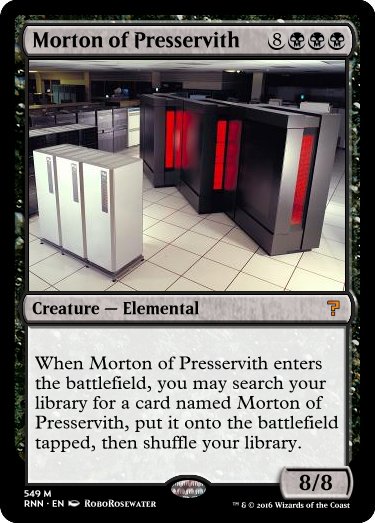 Morton of Presservith 8
Creature — Elemental
When Morton of Presservith enters
the battlefield, you may search your
library for a card named Morton of
Presservith, put it onto the battlefield
tapped, then shuffle your library.
8/8
549 M
RNN • EN RoboRosewater
™ & © 2016 Wizards of the Coast